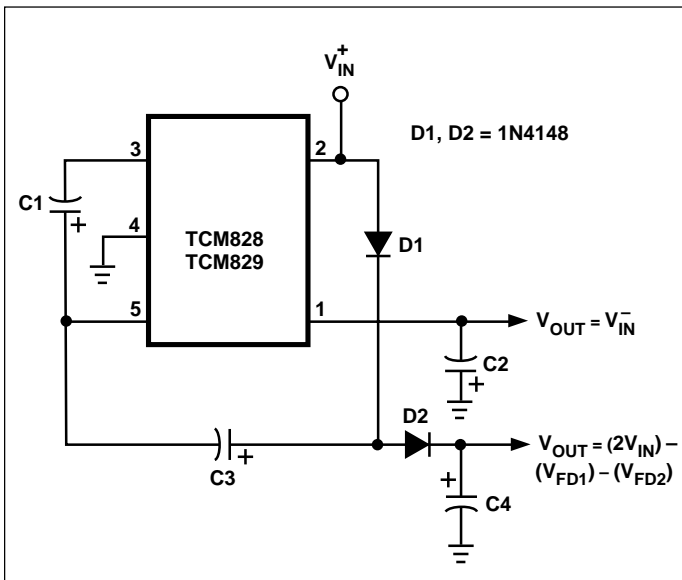 V+IN
D1, D2 = 1N4148
3
2
C1
+
4
TCM828
TCM829
D1
5
1
VOUT = V–IN
C2
+
D2
C3
+
VOUT = (2VIN) –
(VFD1) – (VFD2)
+
C4